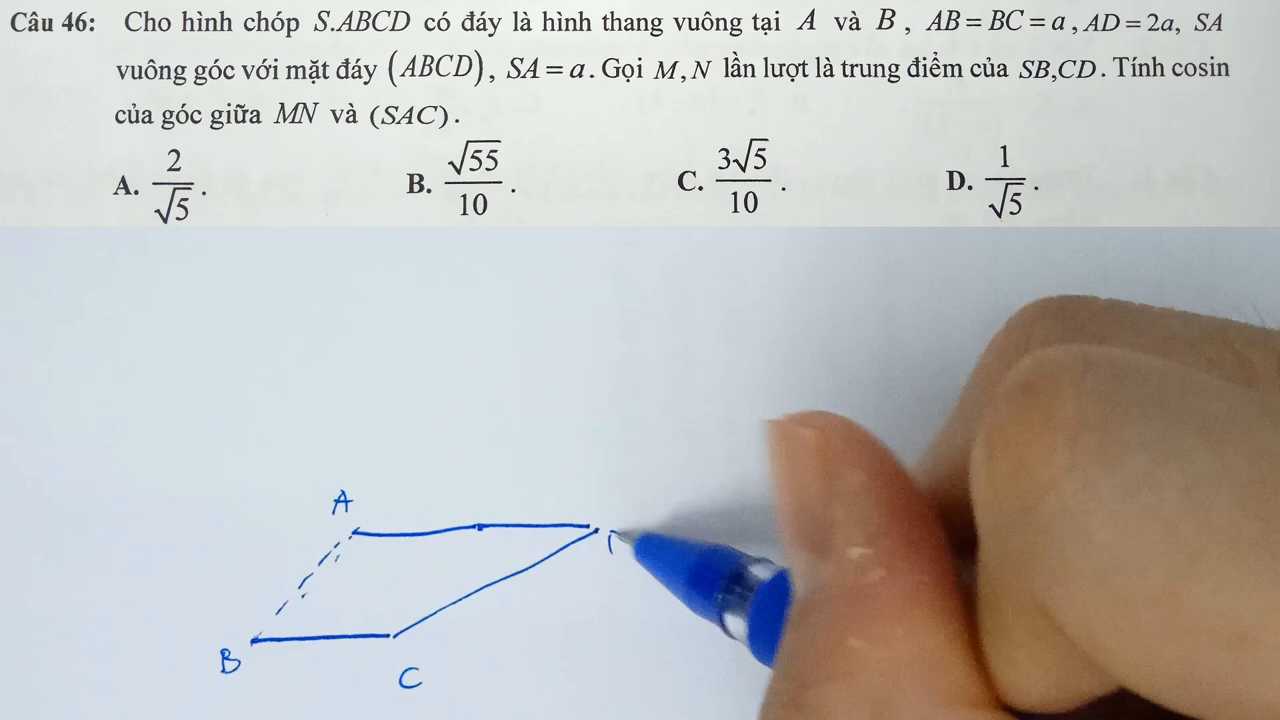 Câu 46: Cho hình chóp S.ABCD có đáy là hình thang vuông tại A và B, AB = BC = a, AD = 2a, SA
vuông góc với mặt đáy (ABCD), SA = a. Gọi M, N lần lượt là trung điểm của SB,CD. Tính cosin
của góc giữa MN và (SAC).
A. 2/√5. B. √55/10. C. 3√5/10. D. 1/√5.
A
B
C